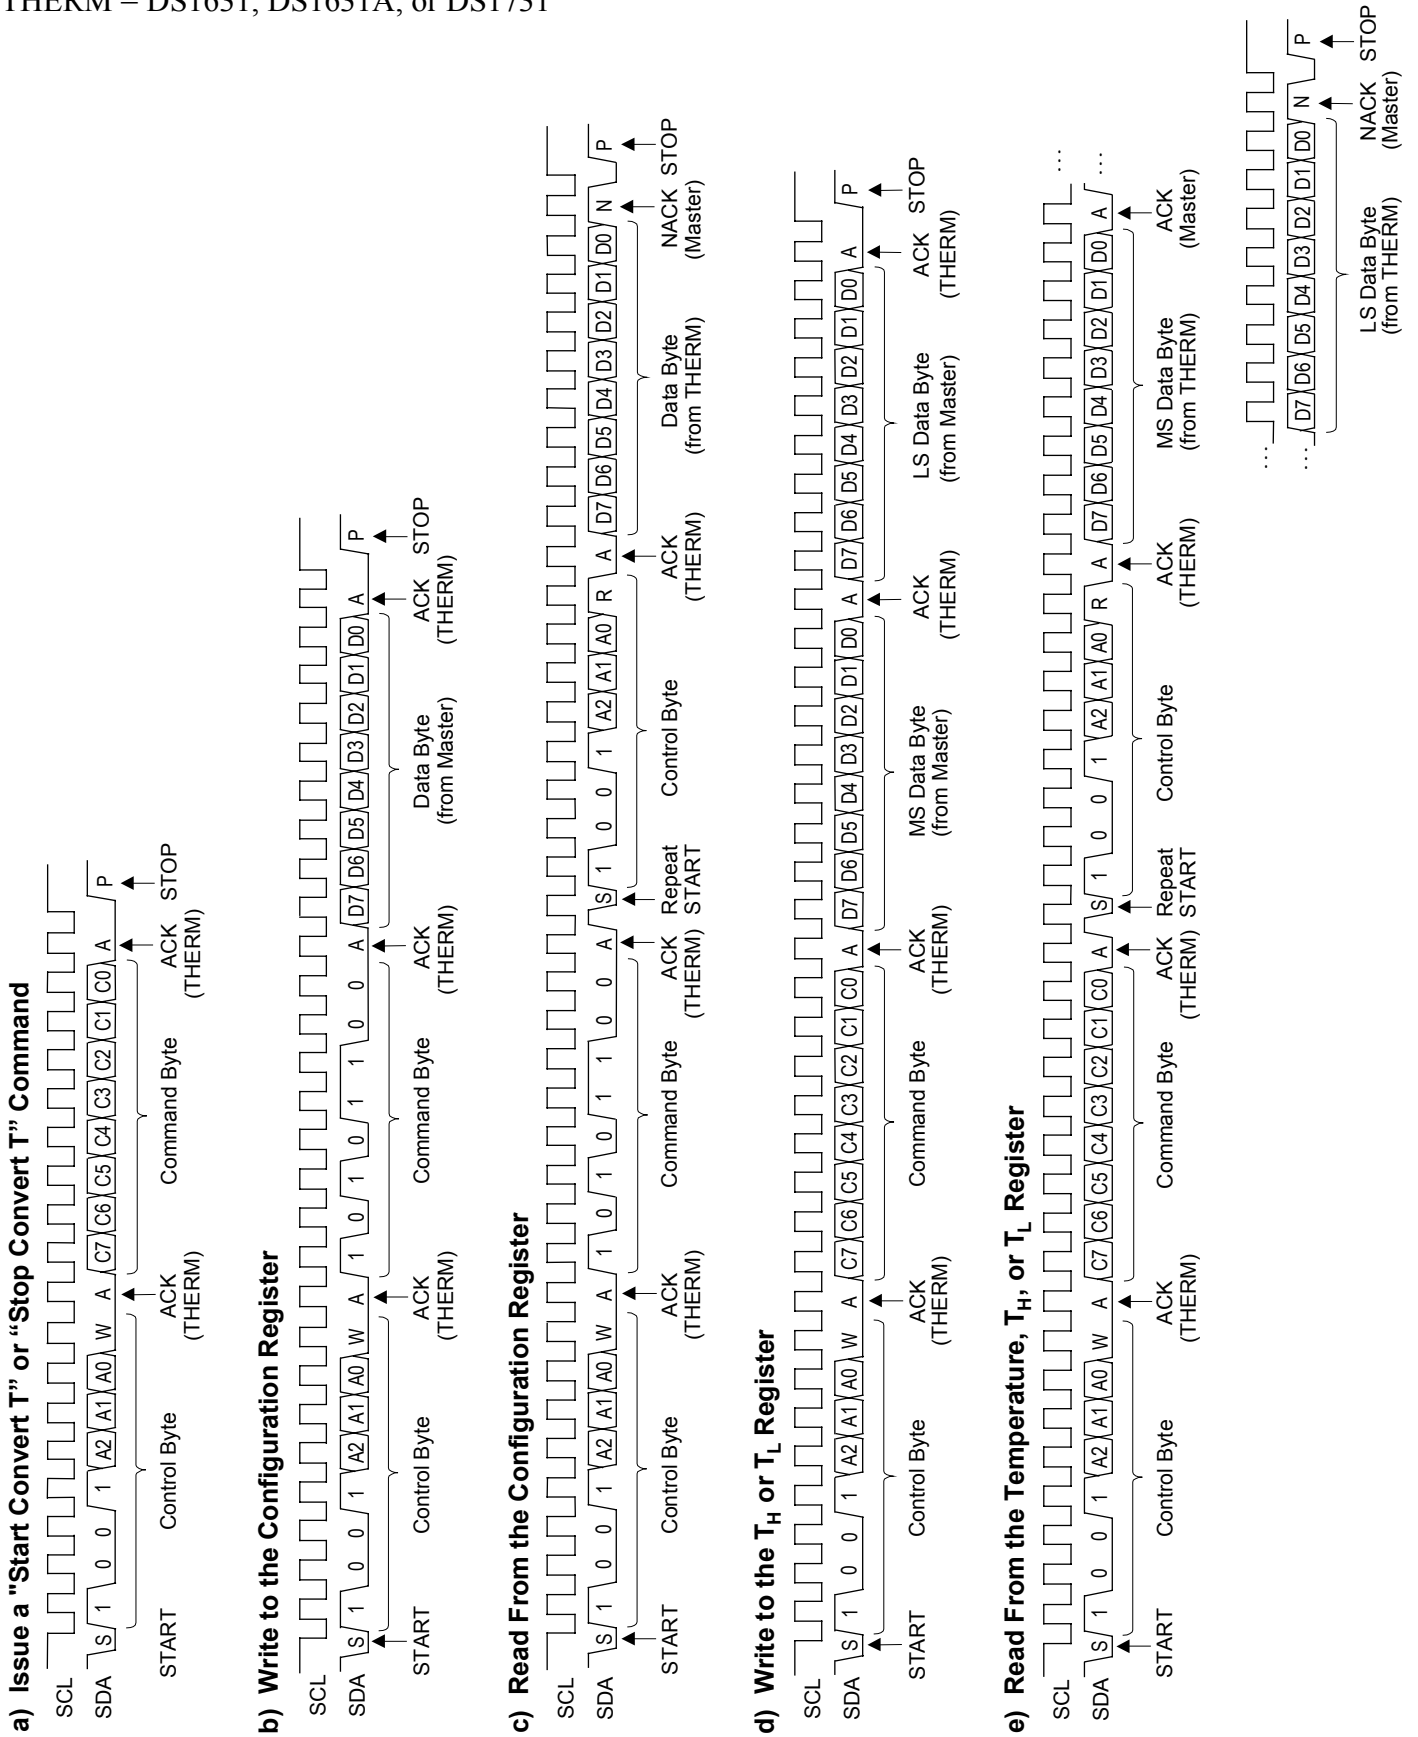 THERM = DS1631, DS1631A, or DS1731
a) Issue a "Start Convert T” or “Stop Convert T” Command
SCL
SDA S 1 0 0 1 A2 A1 A0 W A C7 C6 C5 C4 C3 C2 C1 C0 A P
START Control Byte ACK (THERM) Command Byte ACK (THERM) STOP
b) Write to the Configuration Register
SCL
SDA S 1 0 0 1 A2 A1 A0 W A 1 0 1 0 1 1 0 0 A D7 D6 D5 D4 D3 D2 D1 D0 A P
START Control Byte ACK (THERM) Command Byte ACK (THERM) Data Byte (from Master) ACK (THERM) STOP
c) Read From the Configuration Register
SCL
SDA S 1 0 0 1 A2 A1 A0 W A 1 0 1 0 1 1 0 0 A S 1 0 0 1 A2 A1 A0 R A D7 D6 D5 D4 D3 D2 D1 D0 N P
START Control Byte ACK (THERM) Command Byte ACK (THERM) Repeat START Control Byte ACK (THERM) Data Byte (from THERM) NACK (Master) STOP
d) Write to the TH or TL Register
SCL
SDA S 1 0 0 1 A2 A1 A0 W A C7 C6 C5 C4 C3 C2 C1 C0 A D7 D6 D5 D4 D3 D2 D1 D0 A D7 D6 D5 D4 D3 D2 D1 D0 A P
START Control Byte ACK (THERM) Command Byte ACK (THERM) MS Data Byte (from Master) ACK (THERM) LS Data Byte (from Master) ACK (THERM) STOP
e) Read From the Temperature, TH, or TL Register
SCL ...
SDA S 1 0 0 1 A2 A1 A0 W A C7 C6 C5 C4 C3 C2 C1 C0 A S 1 0 0 1 A2 A1 A0 R A D7 D6 D5 D4 D3 D2 D1 D0 A ...
START Control Byte ACK (THERM) Command Byte ACK (THERM) Repeat START Control Byte ACK (THERM) MS Data Byte (from THERM) ACK (Master)
....
.... D7 D6 D5 D4 D3 D2 D1 D0 N P
LS Data Byte (from THERM) NACK (Master) STOP